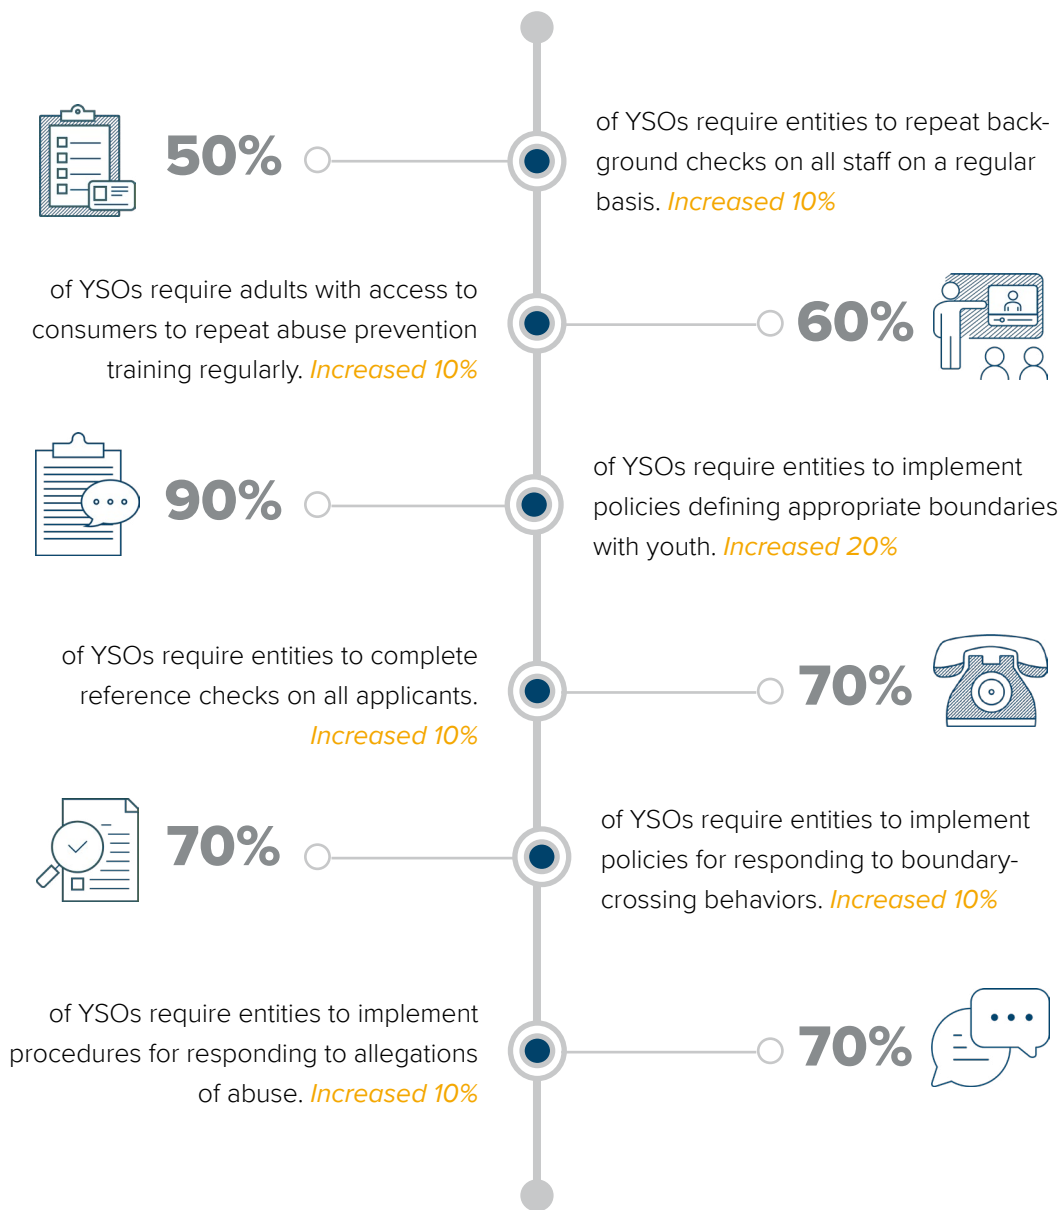 50%
of YSOs require entities to repeat back-
ground checks on all staff on a regular
basis. Increased 10%
of YSOs require adults with access to
consumers to repeat abuse prevention
training regularly. Increased 10%
60%
90%
of YSOs require entities to implement
policies defining appropriate boundaries
with youth. Increased 20%
of YSOs require entities to complete
reference checks on all applicants.
Increased 10%
70%
70%
of YSOs require entities to implement
policies for responding to boundary-
crossing behaviors. Increased 10%
of YSOs require entities to implement
procedures for responding to allegations
of abuse. Increased 10%
70%